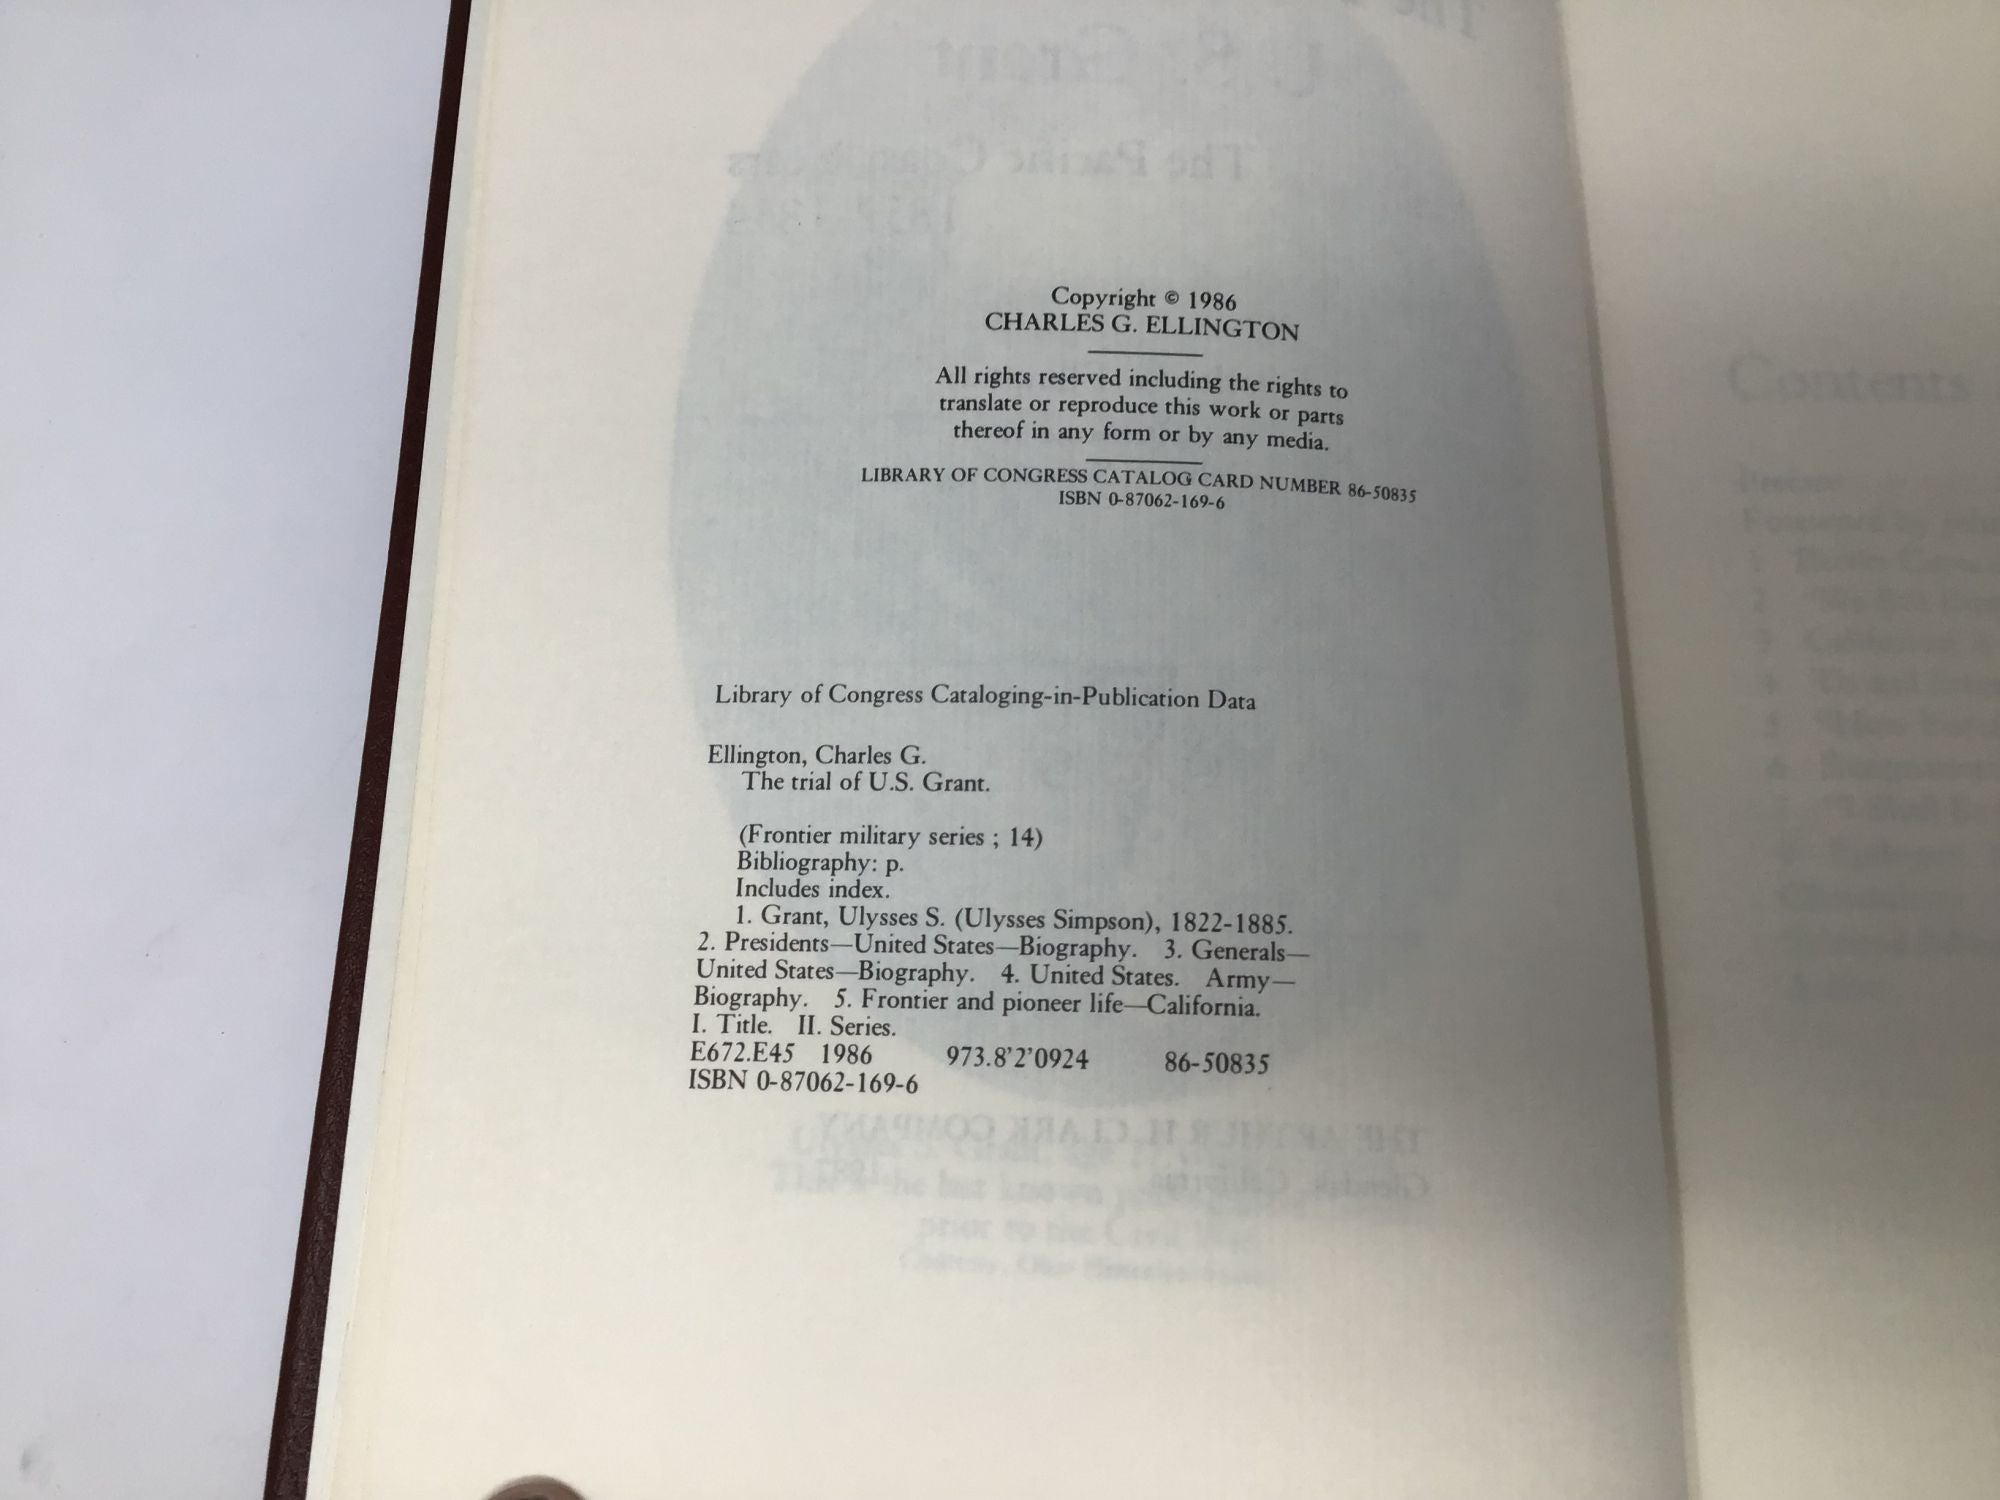 Copyright © 1986
CHARLES G. ELLINGTON
All rights reserved including the rights to
translate or reproduce this work or parts
thereof in any form or by any media.
LIBRARY OF CONGRESS CATALOG CARD NUMBER 86-50835
ISBN 0-87062-169-6
Library of Congress Cataloging-in-Publication Data
Ellington, Charles G.
The trial of U.S. Grant.
(Frontier military series ; 14)
Bibliography: p.
Includes index.
1. Grant, Ulysses S. (Ulysses Simpson), 1822-1885.
2. Presidents—United States—Biography. 3. Generals—
United States—Biography. 4. United States. Army—
Biography. 5. Frontier and pioneer life—California.
I. Title. II. Series.
E672.E45 1986 973.8'2'0924 86-50835
ISBN 0-87062-169-6
Contents